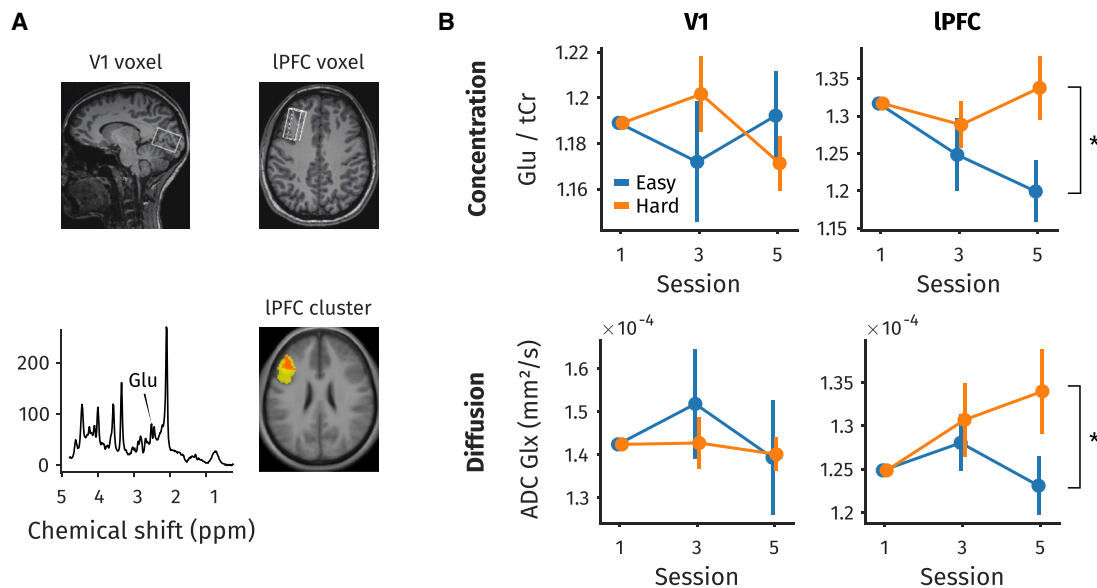 A
V1 voxel
lPFC voxel
lPFC cluster
200
100
0
Glu
5 4 3 2 1
Chemical shift (ppm)
B
V1
lPFC
Concentration
Glu / tCr
1.22
1.2
1.18
1.16
Easy
Hard
1 3 5
Session
1.35
1.3
1.25
1.2
1.15
*
1 3 5
Session
Diffusion
ADC Glx (mm²/s)
×10⁻⁴
1.6
1.5
1.4
1.3
1 3 5
Session
×10⁻⁴
1.35
1.3
1.25
1.2
*
1 3 5
Session